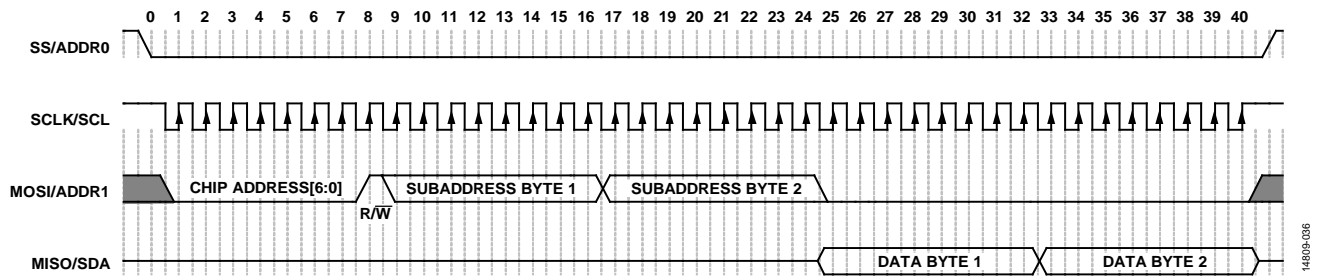 0 1 2 3 4 5 6 7 8 9 10 11 12 13 14 15 16 17 18 19 20 21 22 23 24 25 26 27 28 29 30 31 32 33 34 35 36 37 38 39 40
SS/ADDR0
SCLK/SCL
MOSI/ADDR1 CHIP ADDRESS[6:0] SUBADDRESS BYTE 1 SUBADDRESS BYTE 2
R/W̅
MISO/SDA DATA BYTE 1 DATA BYTE 2
14809-036